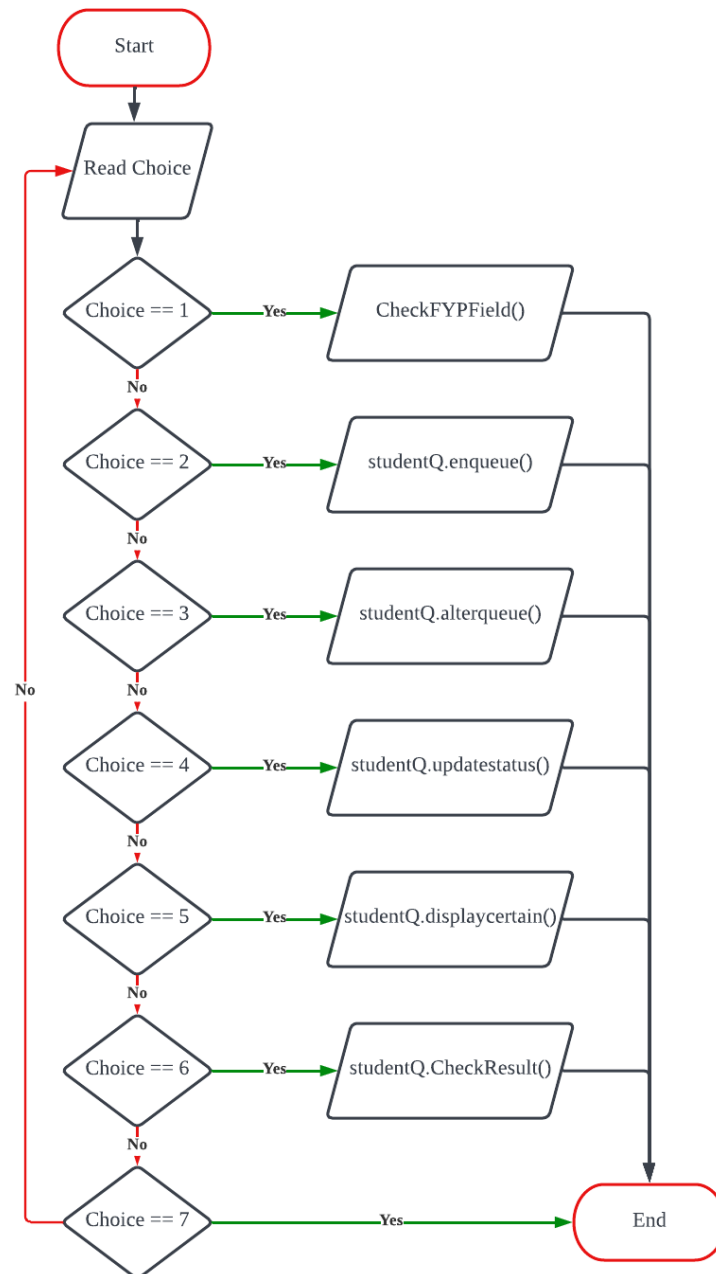 Start
Read Choice
Choice == 1
Yes
CheckFYPField()
No
Choice == 2
Yes
studentQ.enqueue()
No
Choice == 3
Yes
studentQ.alterqueue()
No
No
Choice == 4
Yes
studentQ.updatestatus()
No
Choice == 5
Yes
studentQ.displaycertain()
No
Choice == 6
Yes
studentQ.CheckResult()
No
Choice == 7
Yes
End